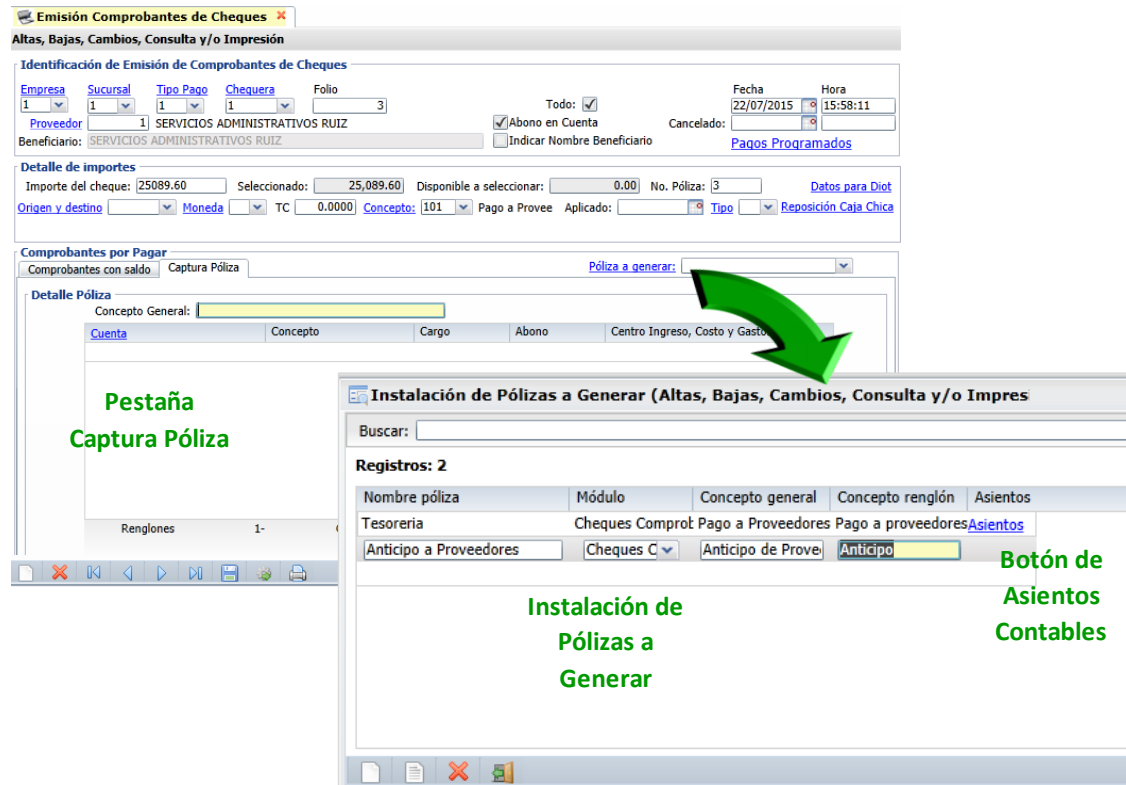 Emisión Comprobantes de Cheques
Altas, Bajas, Cambios, Consulta y/o Impresión
Identificación de Emisión de Comprobantes de Cheques
Empresa Sucursal Tipo Pago Chequera Folio Fecha Hora
1 1 1 1 3 Todo: 22/07/2015 15:58:11
Proveedor 1 SERVICIOS ADMINISTRATIVOS RUIZ Abono en Cuenta Cancelado:
Beneficiario: SERVICIOS ADMINISTRATIVOS RUIZ Indicar Nombre Beneficiario Pagos Programados
Detalle de importes
Importe del cheque: 25089.60 Seleccionado: 25,089.60 Disponible a seleccionar: 0.00 No. Póliza: 3 Datos para Diot
Origen y destino Moneda TC 0.0000 Concepto: 101 Pago a Provee Aplicado: Tipo Reposición Caja Chica
Comprobantes por Pagar
Comprobantes con saldo Captura Póliza Póliza a generar:
Detalle Póliza
Concepto General:
Cuenta Concepto Cargo Abono Centro Ingreso, Costo y Gasto
Pestaña
Captura Póliza
Renglones 1-
Instalación de Pólizas a Generar (Altas, Bajas, Cambios, Consulta y/o Impres
Buscar:
Registros: 2
Nombre póliza Módulo Concepto general Concepto renglón Asientos
Tesoreria Cheques Comprob Pago a Proveedores Pago a proveedores Asientos
Anticipo a Proveedores Cheques C Anticipo de Prove Anticipo
Botón de
Asientos
Contables
Instalación de
Pólizas a
Generar